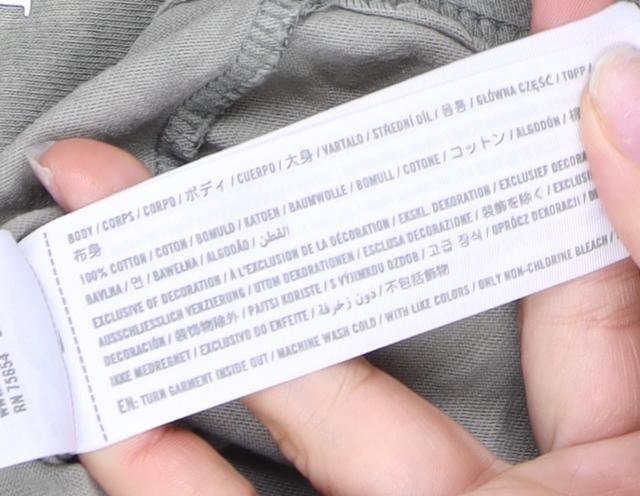 BODY / CORPS / CORPO / ボディ / CUERPO / 大身 / VARTALO / STŘEDNÍ DÍL / 몸통 / GŁÓWNA CZĘŚĆ / TOPP /
布身
100% COTTON / COTON / BOMULD / KATOEN / BAUMWOLLE / BOMULL / COTONE / コットン / ALGODÓN /
BAVLNA / 면 / BAWEŁNA / ALGODÃO / القطن
EXCLUSIVE OF DECORATION / À L'EXCLUSION DE LA DÉCORATION / EKSKL. DEKORATION / EXCLUSIEF DECORA
AUSSCHLIESSLICH VERZIERUNG / UTOM DEKORATIONEN / ESCLUSA DECORAZIONE /装飾を除く / EXCLUS
DECORACIÓN / 装饰物除外 / PAITSI KORISTE / S VÝJIMKOU OZDOB / 고급 장식 / OPRÓCZ DEKORACJI /
IKKE MEDREGNET / EXCLUSIVO DO ENFEITE / دون زخرفة / 不包括飾物
EN: TURN GARMENT INSIDE OUT / MACHINE WASH COLD / WITH LIKE COLORS / ONLY NON-CHLORINE BLEACH /
RN 75654